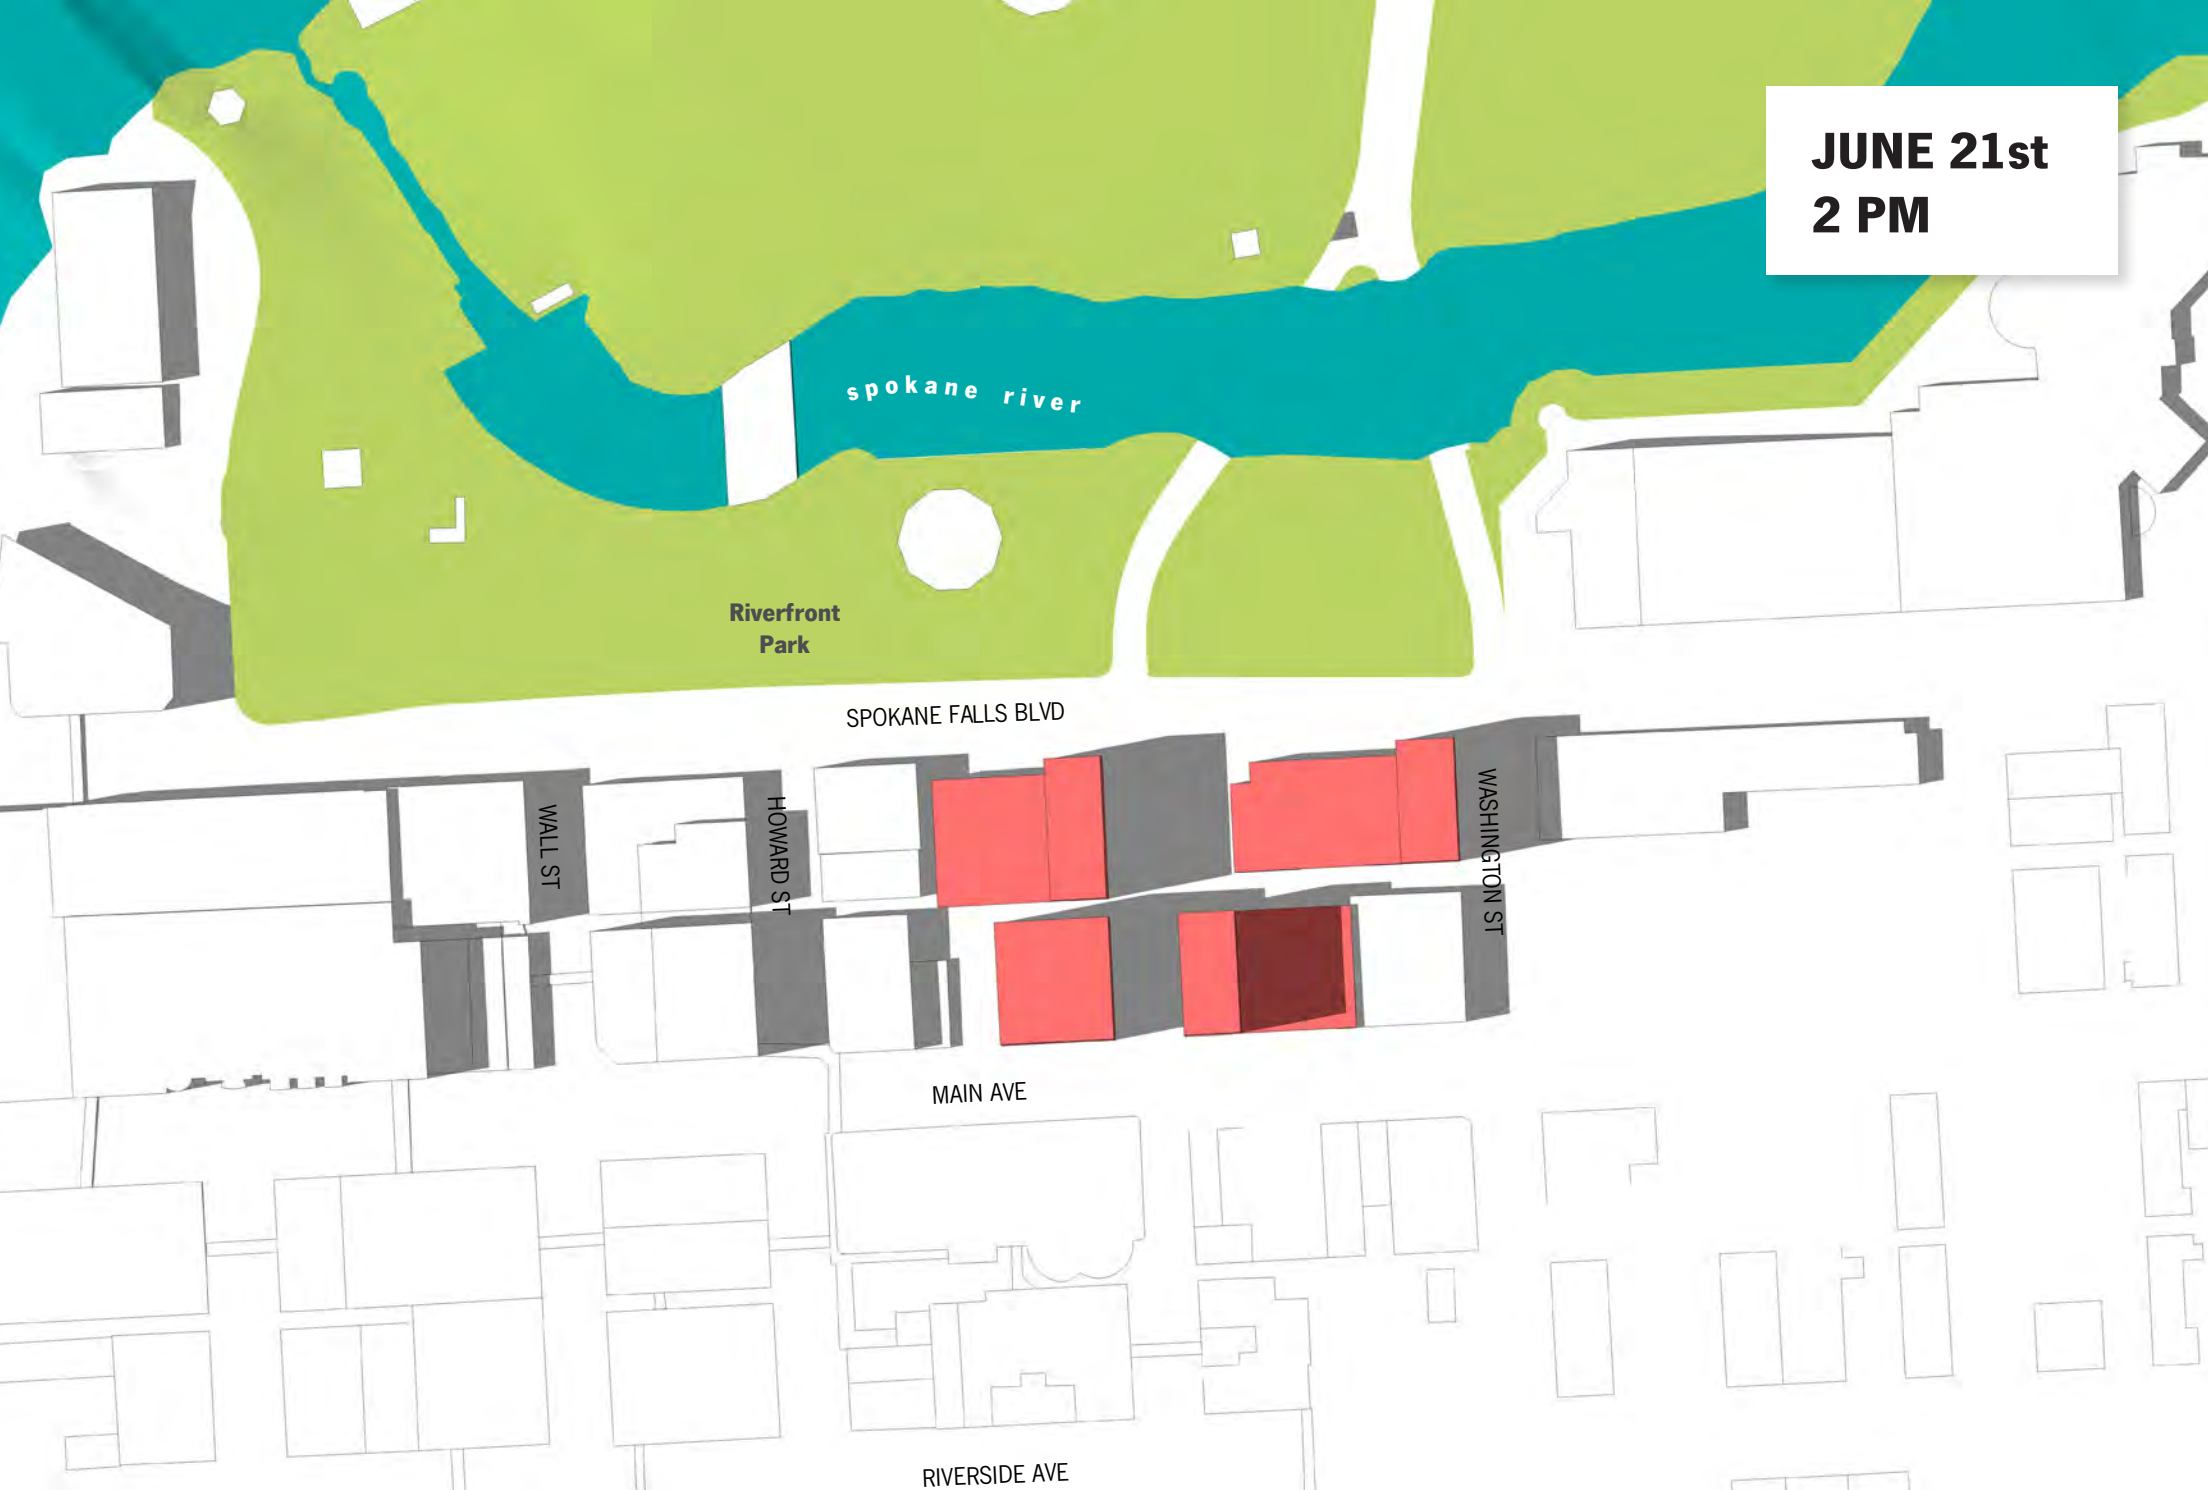 JUNE 21st
2 PM
spokane river
Riverfront
Park
SPOKANE FALLS BLVD
WALL ST
HOWARD ST
WASHINGTON ST
MAIN AVE
RIVERSIDE AVE